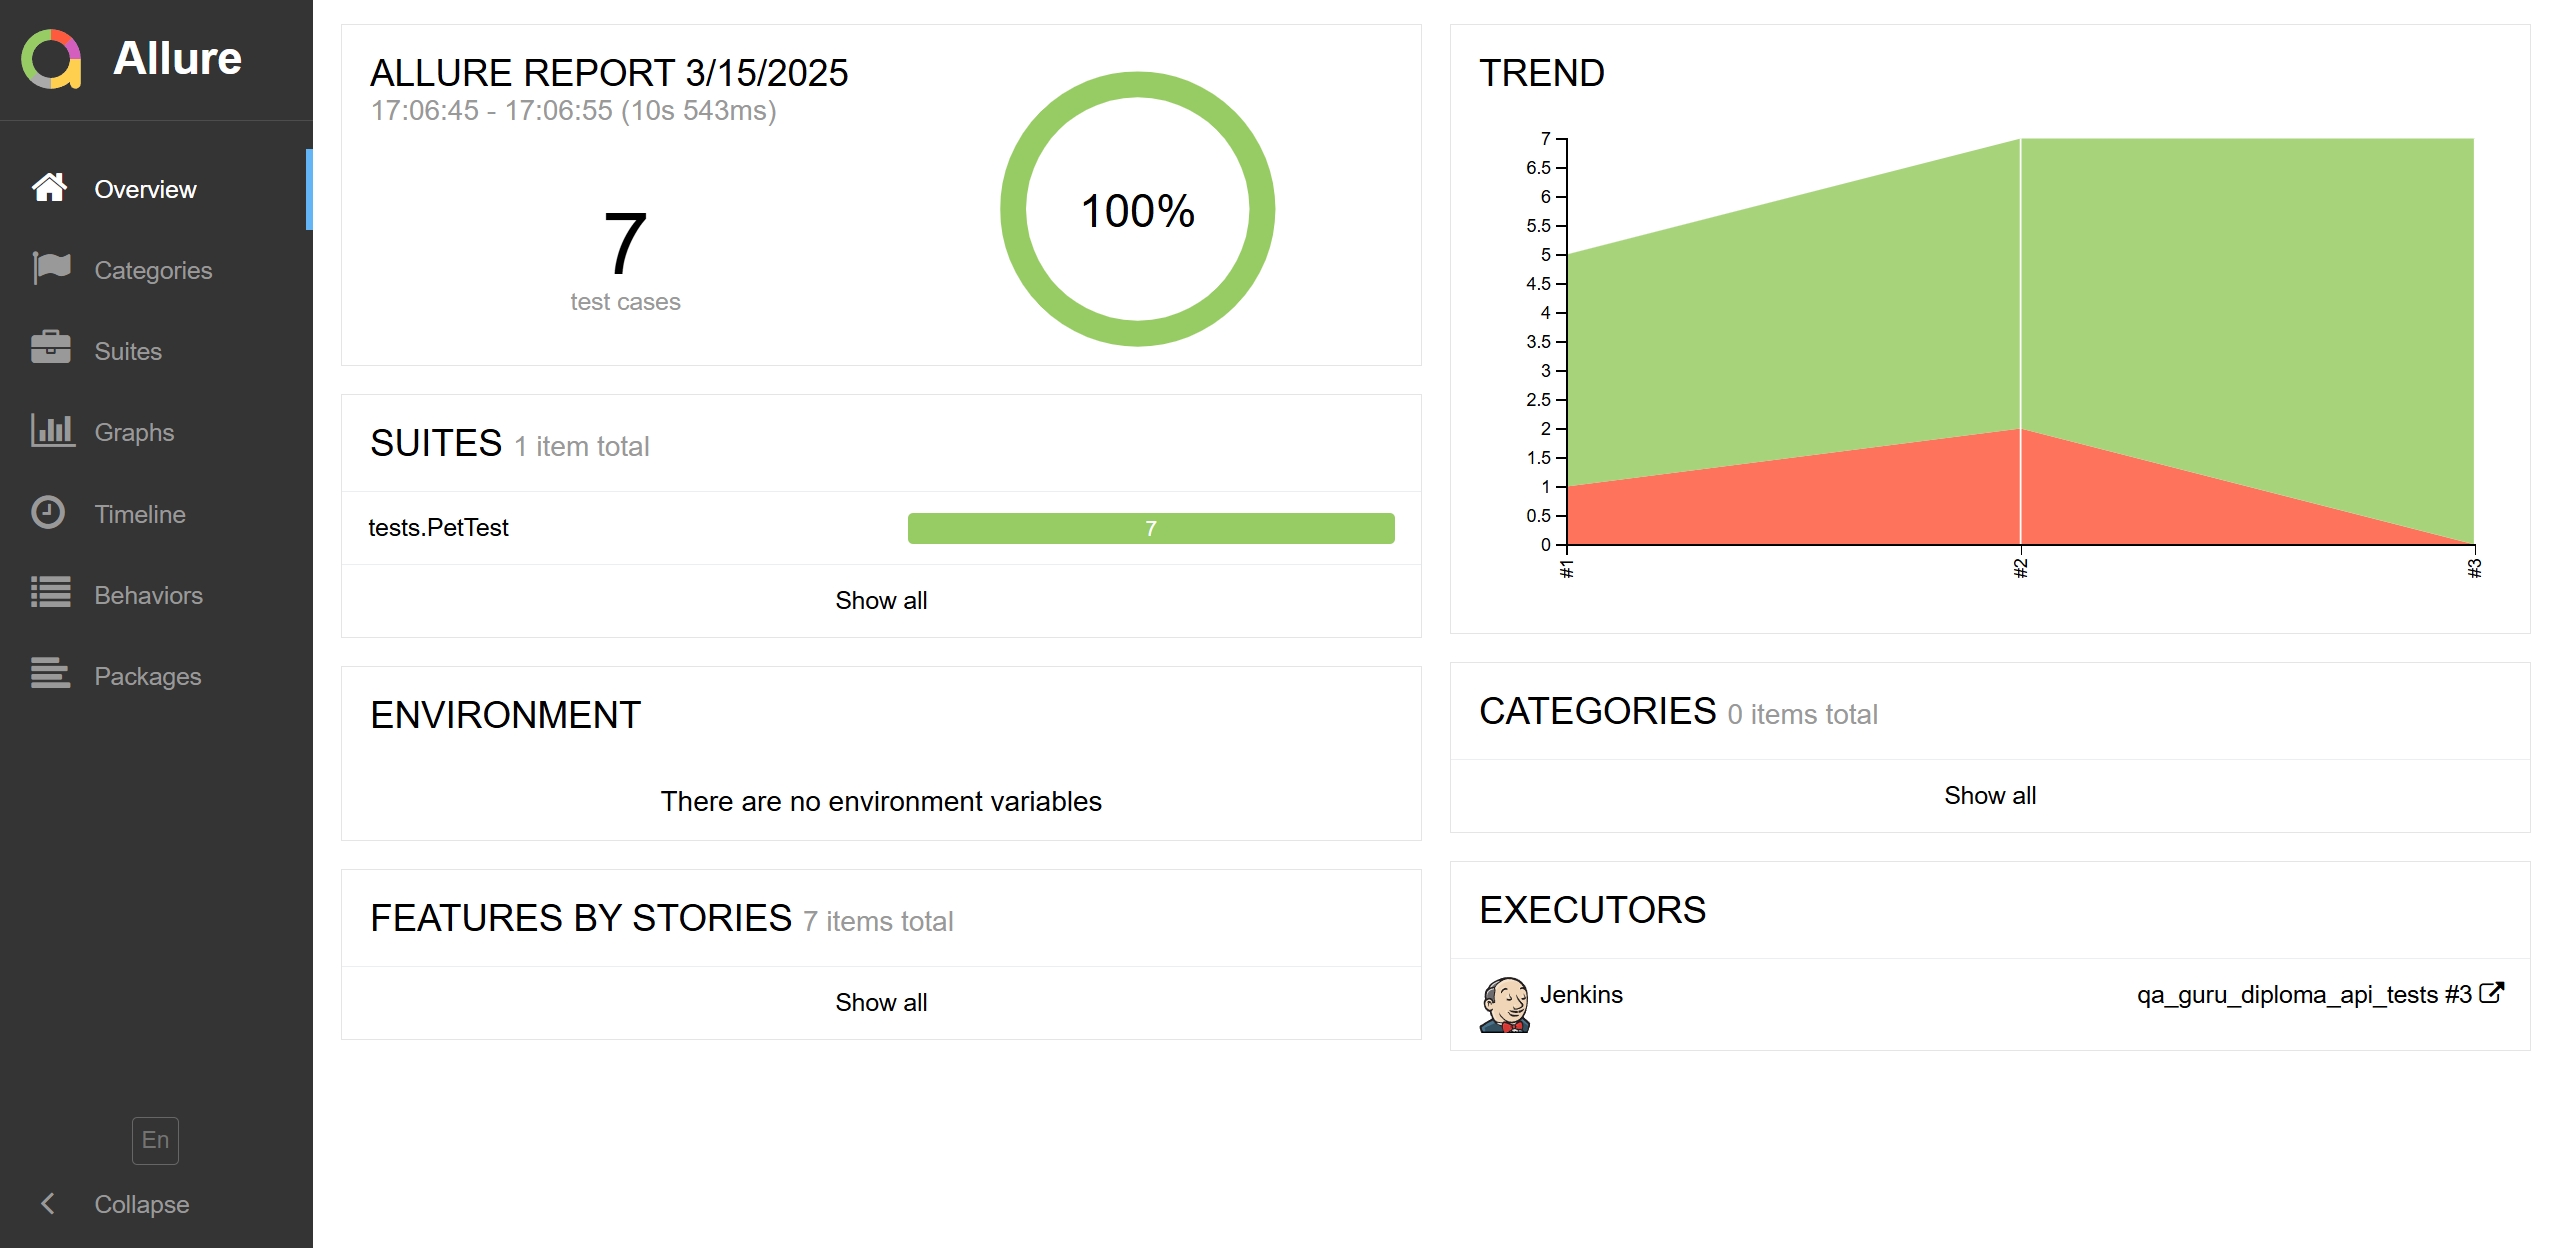 Allure
Overview
Categories
Suites
Graphs
Timeline
Behaviors
Packages
En
Collapse
ALLURE REPORT 3/15/2025
17:06:45 - 17:06:55 (10s 543ms)
7
test cases
100%
SUITES 1 item total
tests.PetTest 7
Show all
ENVIRONMENT
There are no environment variables
FEATURES BY STORIES 7 items total
Show all
TREND
7
6.5
6
5.5
5
4.5
4
3.5
3
2.5
2
1.5
1
0.5
0
#1 #2 #3
CATEGORIES 0 items total
Show all
EXECUTORS
Jenkins qa_guru_diploma_api_tests #3